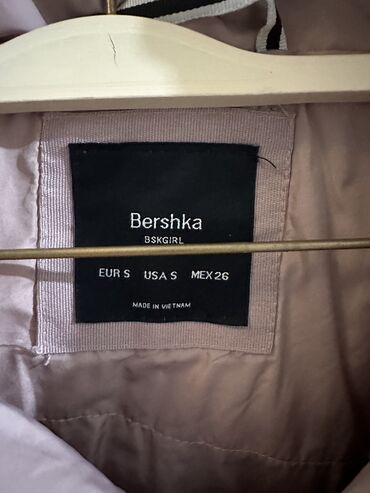 Bershka
BSKGIRL
EUR S USA S MEX 26
MADE IN VIETNAM